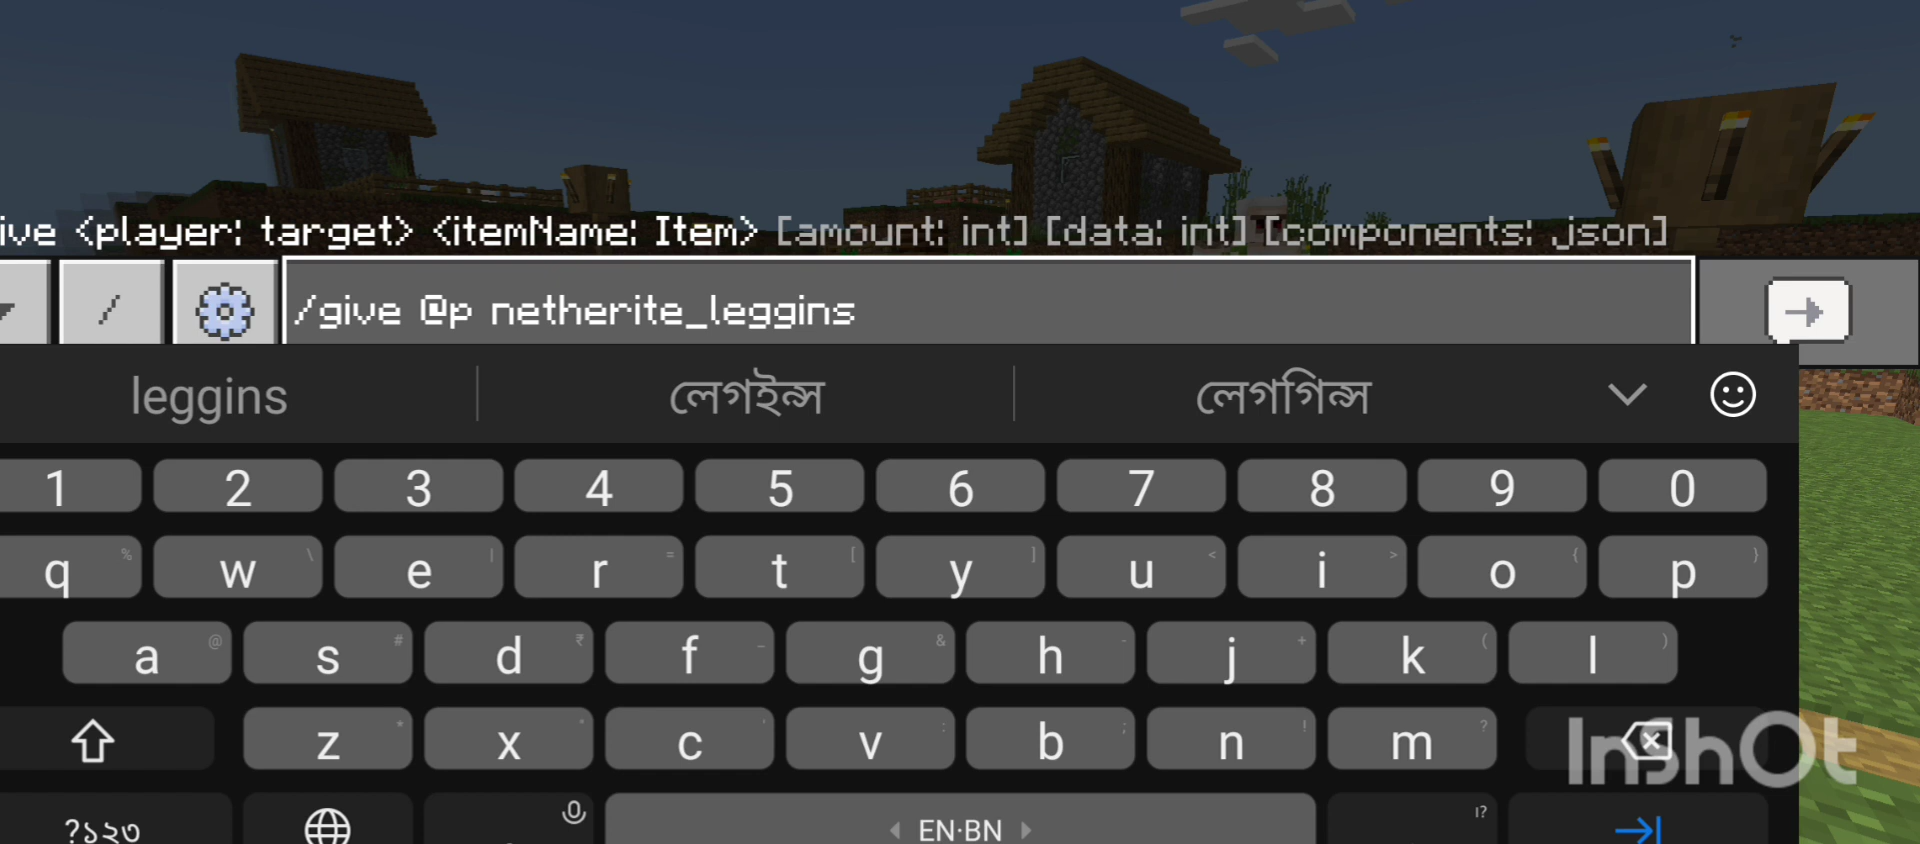 ive <player: target> <itemName: Item> [amount: int] [data: int] [components: json]
/
/give @p netherite_leggins
leggins লেগইন্স লেগগিন্স
1 2 3 4 5 6 7 8 9 0
q % w \ e | r = t [ y ] u < i > o { p }
a @ s # d ₹ f _ g & h - j + k ( l )
z * x " c ' v : b ; n ! m ?
InShOt
?১২৩ EN·BN !?